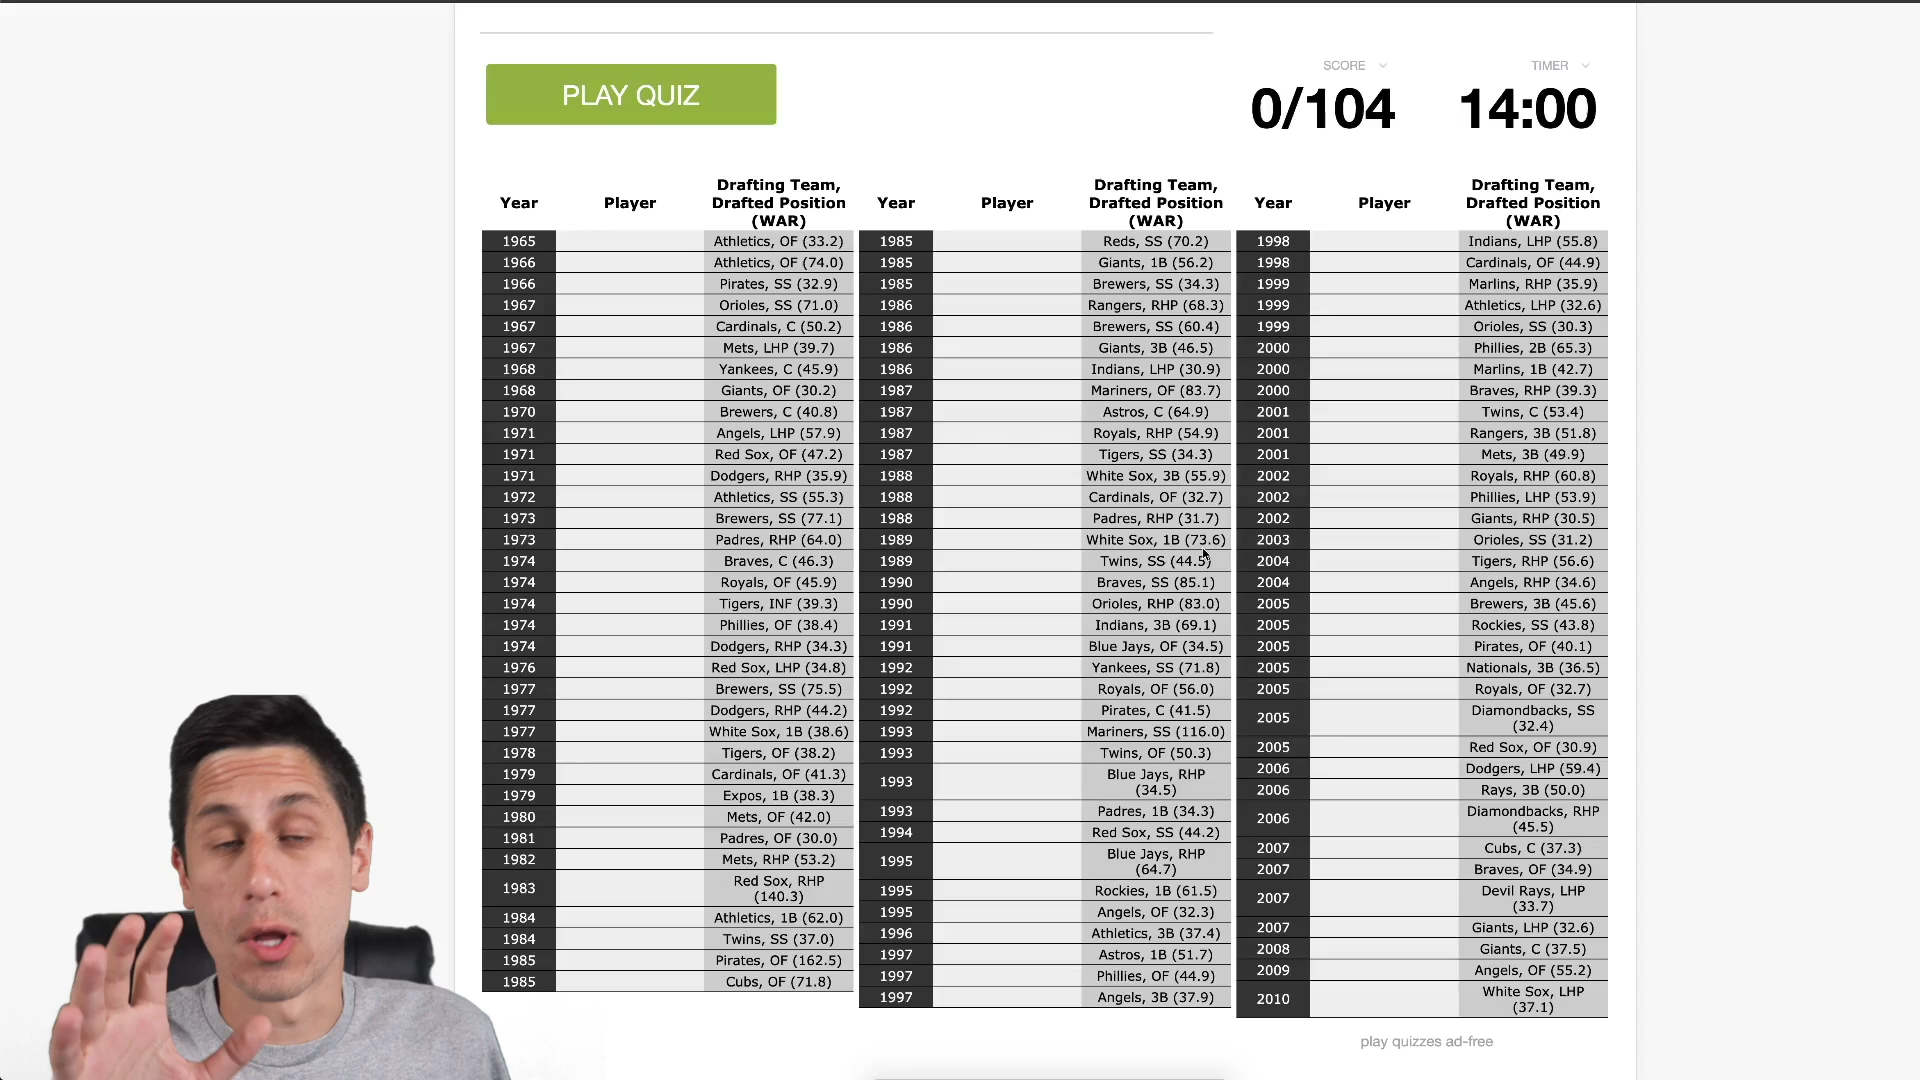 PLAY QUIZ
SCORE
TIMER
0/104
14:00
Year Player Drafting Team, Drafted Position (WAR)
1965 Athletics, OF (33.2)
1966 Athletics, OF (74.0)
1966 Pirates, SS (32.9)
1967 Orioles, SS (71.0)
1967 Cardinals, C (50.2)
1967 Mets, LHP (39.7)
1968 Yankees, C (45.9)
1968 Giants, OF (30.2)
1970 Brewers, C (40.8)
1971 Angels, LHP (57.9)
1971 Red Sox, OF (47.2)
1971 Dodgers, RHP (35.9)
1972 Athletics, SS (55.3)
1973 Brewers, SS (77.1)
1973 Padres, RHP (64.0)
1974 Braves, C (46.3)
1974 Royals, OF (45.9)
1974 Tigers, INF (39.3)
1974 Phillies, OF (38.4)
1974 Dodgers, RHP (34.3)
1976 Red Sox, LHP (34.8)
1977 Brewers, SS (75.5)
1977 Dodgers, RHP (44.2)
1977 White Sox, 1B (38.6)
1978 Tigers, OF (38.2)
1979 Cardinals, OF (41.3)
1979 Expos, 1B (38.3)
1980 Mets, OF (42.0)
1981 Padres, OF (30.0)
1982 Mets, RHP (53.2)
1983 Red Sox, RHP (140.3)
1984 Athletics, 1B (62.0)
1984 Twins, SS (37.0)
1985 Pirates, OF (162.5)
1985 Cubs, OF (71.8)
Year Player Drafting Team, Drafted Position (WAR)
1985 Reds, SS (70.2)
1985 Giants, 1B (56.2)
1985 Brewers, SS (34.3)
1986 Rangers, RHP (68.3)
1986 Brewers, SS (60.4)
1986 Giants, 3B (46.5)
1986 Indians, LHP (30.9)
1987 Mariners, OF (83.7)
1987 Astros, C (64.9)
1987 Royals, RHP (54.9)
1987 Tigers, SS (34.3)
1988 White Sox, 3B (55.9)
1988 Cardinals, OF (32.7)
1988 Padres, RHP (31.7)
1989 White Sox, 1B (73.6)
1989 Twins, SS (44.5)
1990 Braves, SS (85.1)
1990 Orioles, RHP (83.0)
1991 Indians, 3B (69.1)
1991 Blue Jays, OF (34.5)
1992 Yankees, SS (71.8)
1992 Royals, OF (56.0)
1992 Pirates, C (41.5)
1993 Mariners, SS (116.0)
1993 Twins, OF (50.3)
1993 Blue Jays, RHP (34.5)
1993 Padres, 1B (34.3)
1994 Red Sox, SS (44.2)
1995 Blue Jays, RHP (64.7)
1995 Rockies, 1B (61.5)
1995 Angels, OF (32.3)
1996 Athletics, 3B (37.4)
1997 Astros, 1B (51.7)
1997 Phillies, OF (44.9)
1997 Angels, 3B (37.9)
Year Player Drafting Team, Drafted Position (WAR)
1998 Indians, LHP (55.8)
1998 Cardinals, OF (44.9)
1999 Marlins, RHP (35.9)
1999 Athletics, LHP (32.6)
1999 Orioles, SS (30.3)
2000 Phillies, 2B (65.3)
2000 Marlins, 1B (42.7)
2000 Braves, RHP (39.3)
2001 Twins, C (53.4)
2001 Rangers, 3B (51.8)
2001 Mets, 3B (49.9)
2002 Royals, RHP (60.8)
2002 Phillies, LHP (53.9)
2002 Giants, RHP (30.5)
2003 Orioles, SS (31.2)
2004 Tigers, RHP (56.6)
2004 Angels, RHP (34.6)
2005 Brewers, 3B (45.6)
2005 Rockies, SS (43.8)
2005 Pirates, OF (40.1)
2005 Nationals, 3B (36.5)
2005 Royals, OF (32.7)
2005 Diamondbacks, SS (32.4)
2005 Red Sox, OF (30.9)
2006 Dodgers, LHP (59.4)
2006 Rays, 3B (50.0)
2006 Diamondbacks, RHP (45.5)
2007 Cubs, C (37.3)
2007 Braves, OF (34.9)
2007 Devil Rays, LHP (33.7)
2007 Giants, LHP (32.6)
2008 Giants, C (37.5)
2009 Angels, OF (55.2)
2010 White Sox, LHP (37.1)
play quizzes ad-free